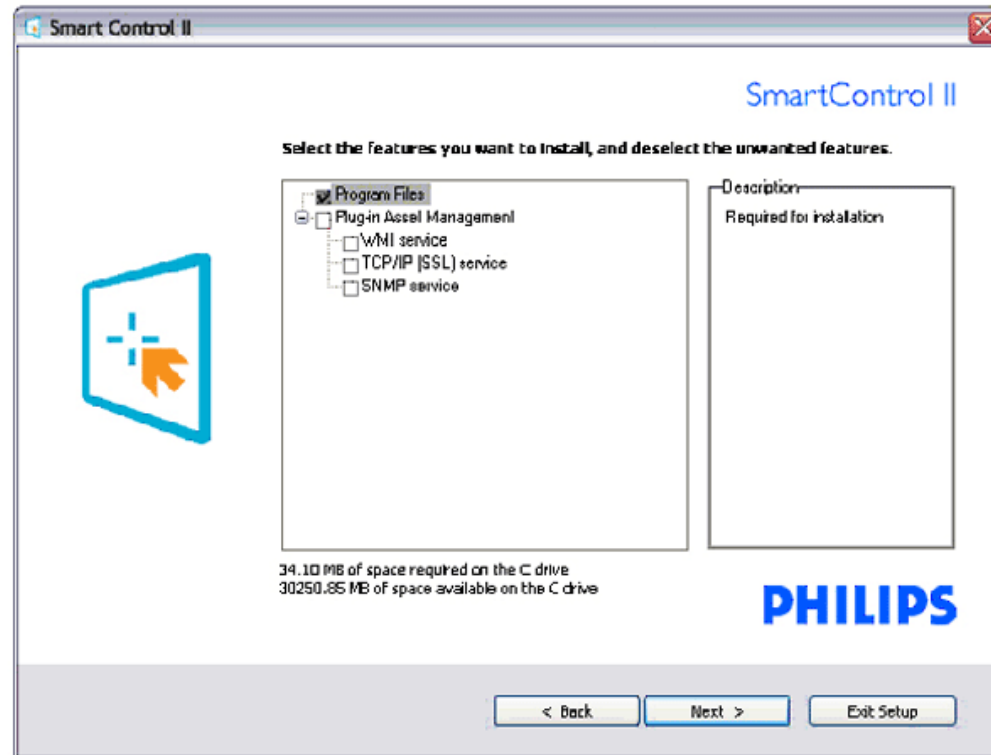 Smart Control II
SmartControl II
Select the features you want to install, and deselect the unwanted features.
Program Files
Plug-in Asset Management
WMI service
TCP/IP (SSL) service
SNMP service
Description
Required for installation
34.10 MB of space required on the C drive
30250.85 MB of space available on the C drive
PHILIPS
< Back
Next >
Exit Setup